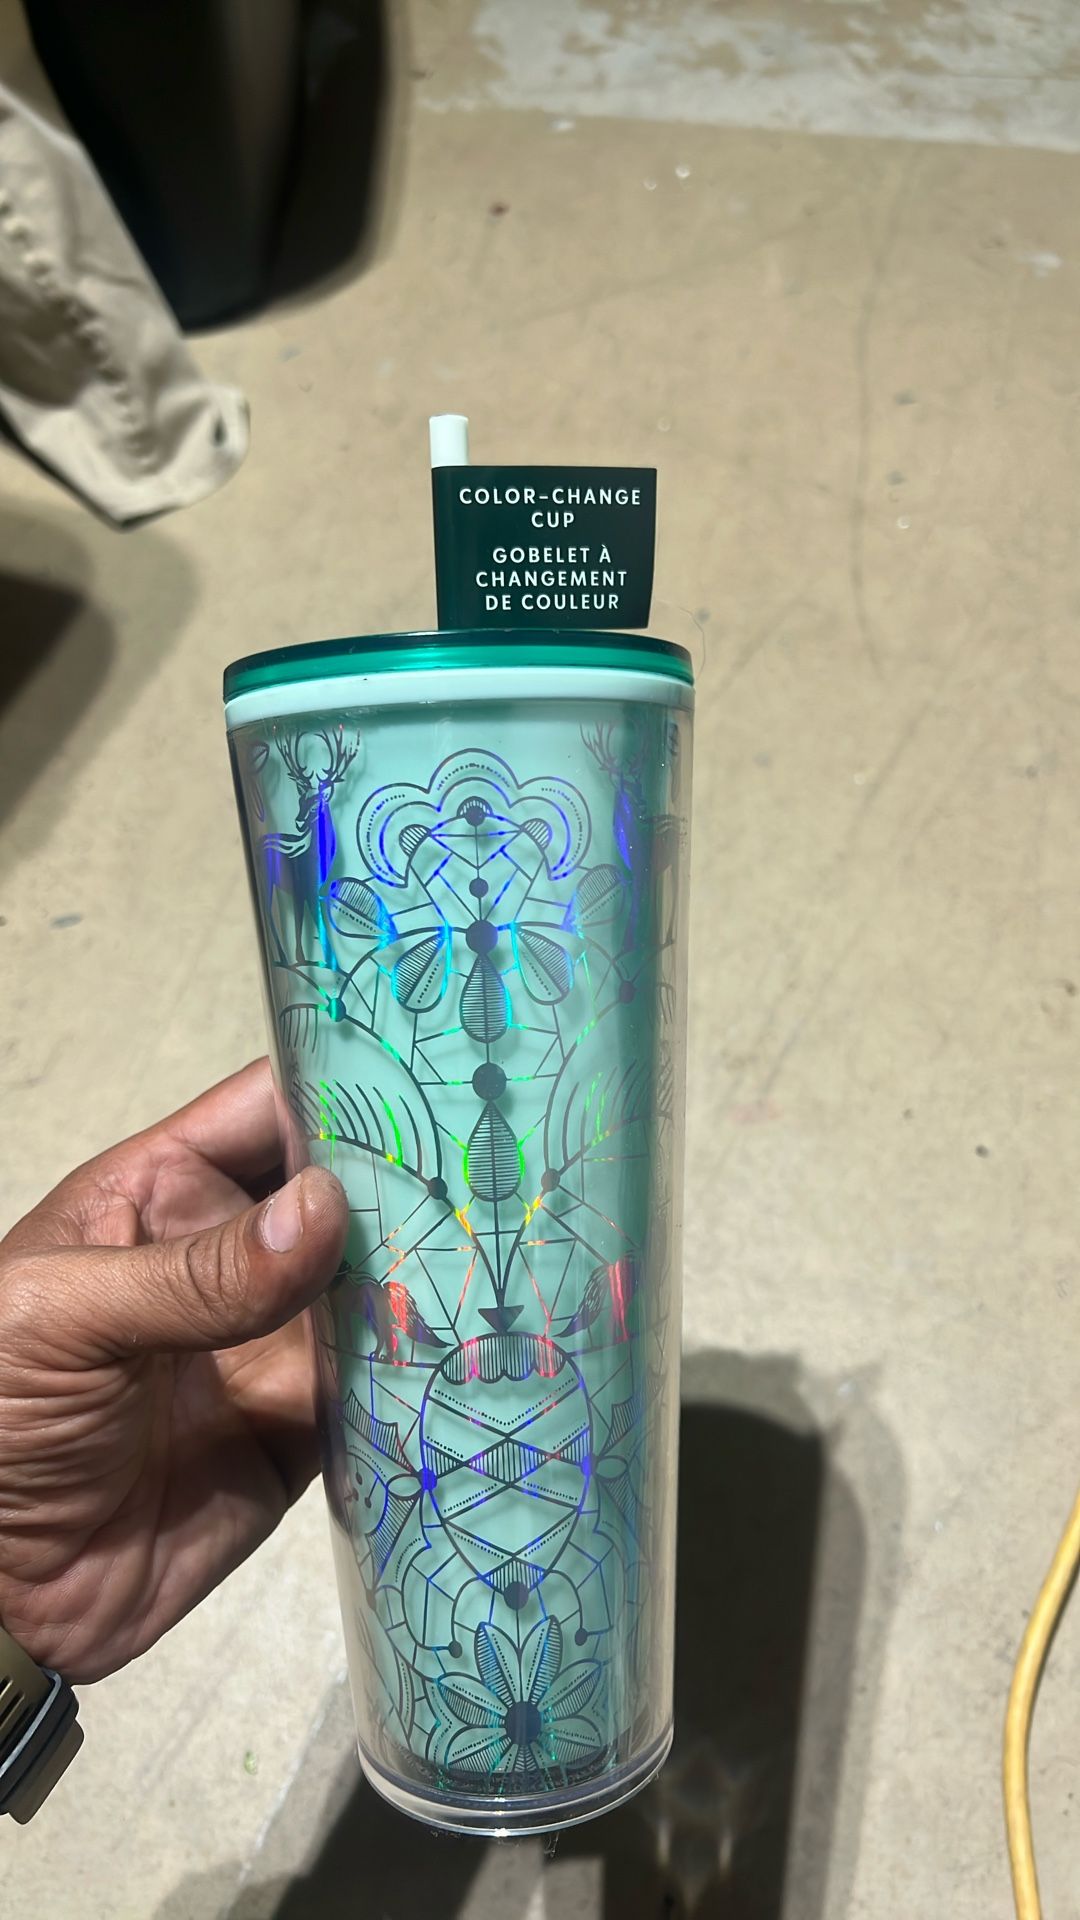 COLOR-CHANGE
CUP
GOBELET À
CHANGEMENT
DE COULEUR